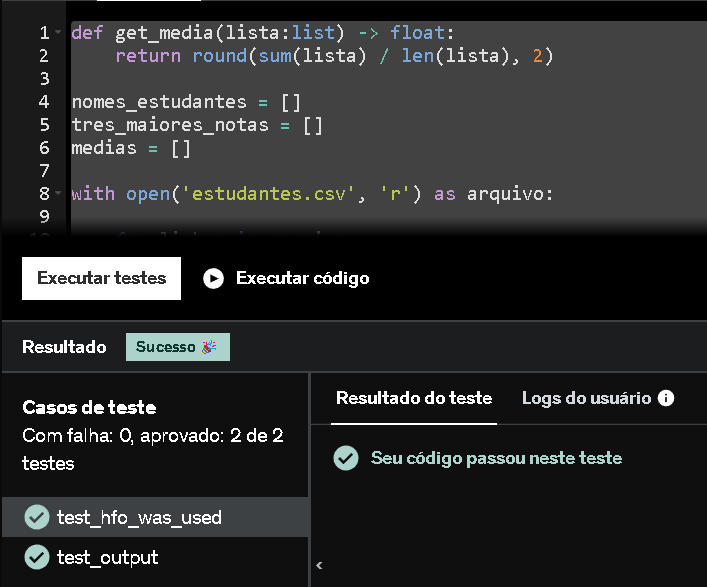 1 def get_media(lista:list) -> float:
2 return round(sum(lista) / len(lista), 2)
3
4 nomes_estudantes = []
5 tres_maiores_notas = []
6 medias = []
7
8 with open('estudantes.csv', 'r') as arquivo:
9
Executar testes
Executar código
Resultado
Sucesso 🎉
Casos de teste
Com falha: 0, aprovado: 2 de 2
testes
test_hfo_was_used
test_output
Resultado do teste
Logs do usuário
Seu código passou neste teste